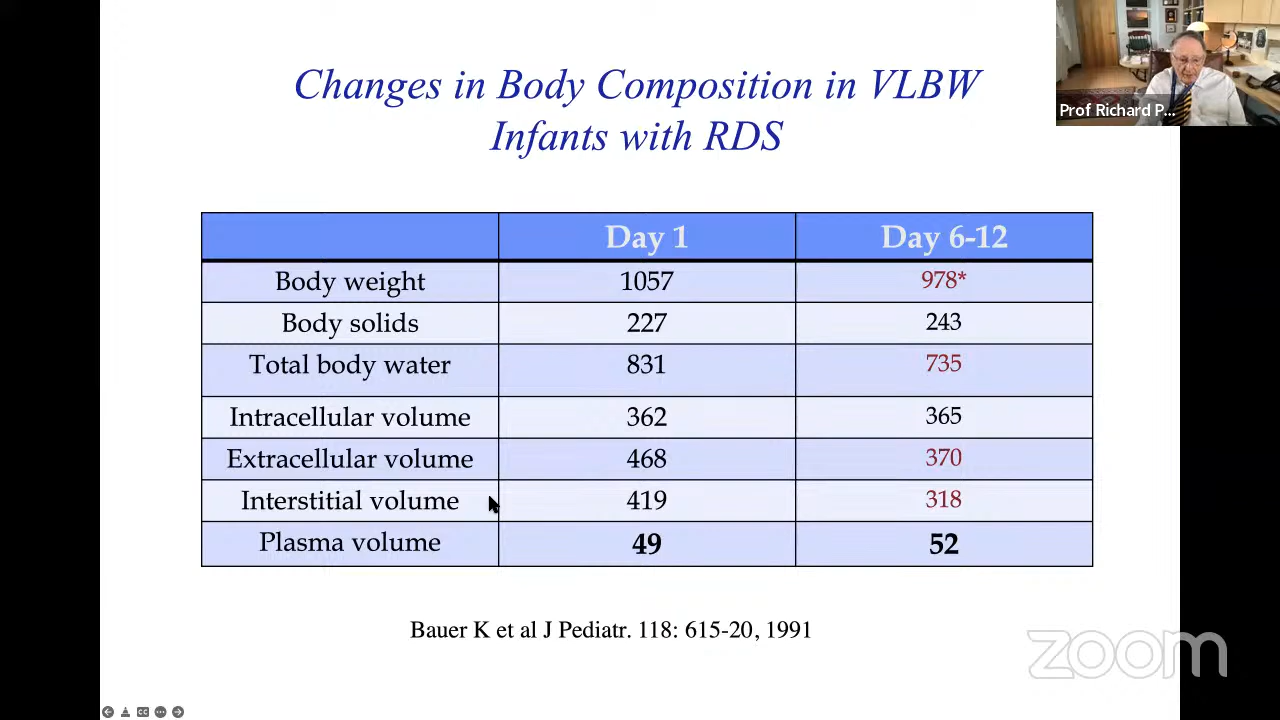 Changes in Body Composition in VLBW
Infants with RDS
Prof Richard P...
Day 1 Day 6-12
Body weight 1057 978*
Body solids 227 243
Total body water 831 735
Intracellular volume 362 365
Extracellular volume 468 370
Interstitial volume 419 318
Plasma volume 49 52
Bauer K et al J Pediatr. 118: 615-20, 1991
zoom
CC